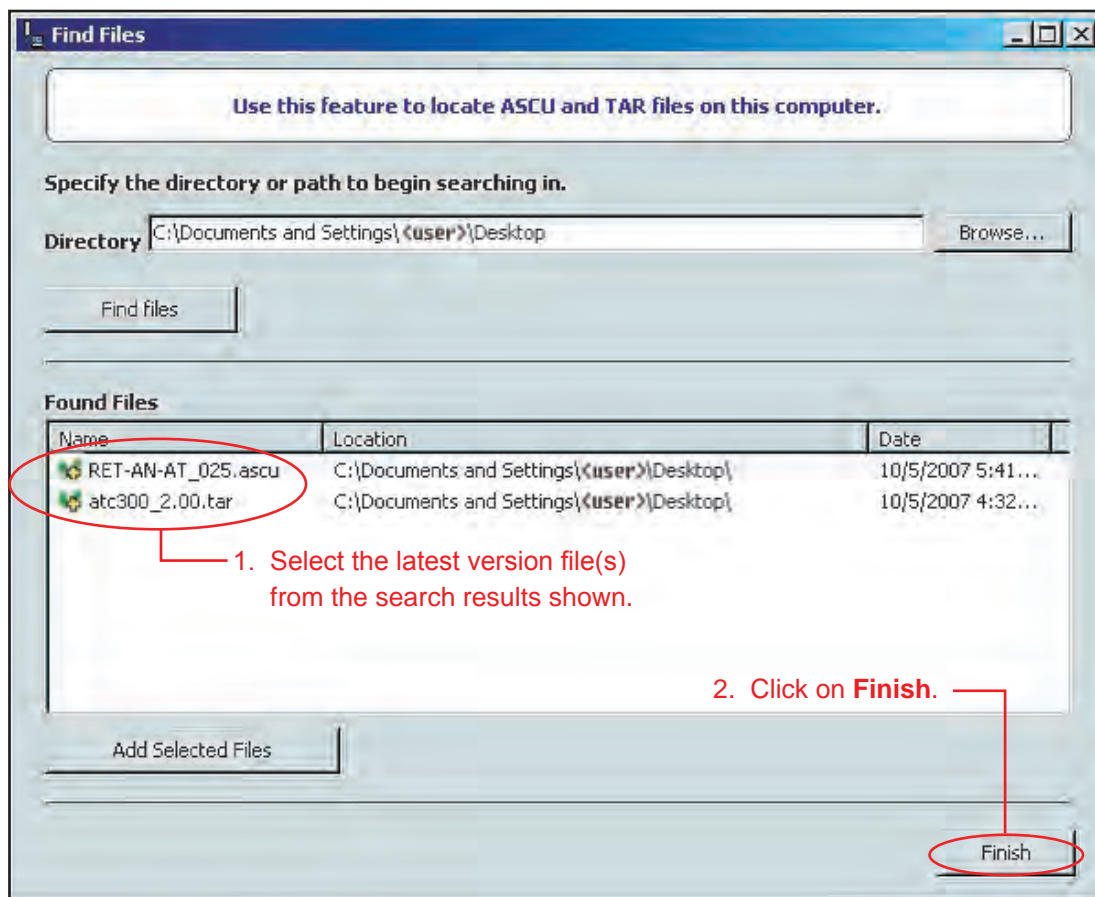 Find Files
Use this feature to locate ASCU and TAR files on this computer.
Specify the directory or path to begin searching in.
Directory C:\Documents and Settings\<user>\Desktop Browse...
Find files
Found Files
Name Location Date
RET-AN-AT_025.ascu C:\Documents and Settings\<user>\Desktop\ 10/5/2007 5:41...
atc300_2.00.tar C:\Documents and Settings\<user>\Desktop\ 10/5/2007 4:32...
1. Select the latest version file(s)
from the search results shown.
2. Click on Finish.
Add Selected Files
Finish